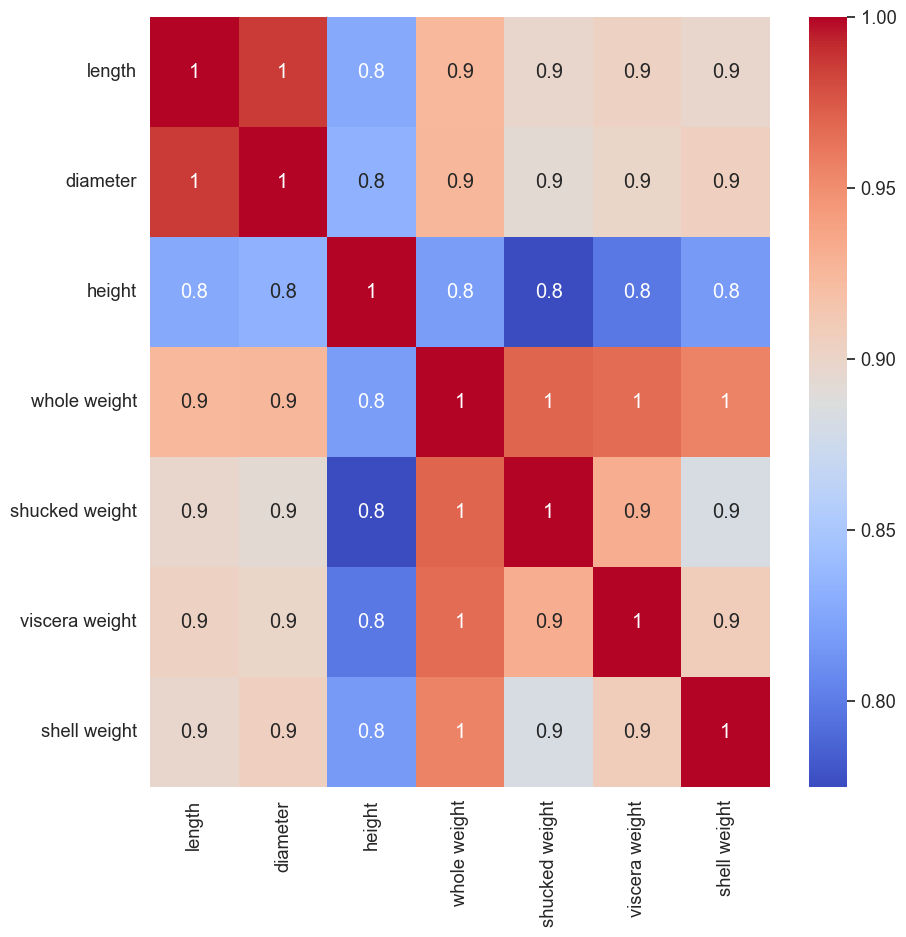 length 1 1 0.8 0.9 0.9 0.9 0.9
diameter 1 1 0.8 0.9 0.9 0.9 0.9
height 0.8 0.8 1 0.8 0.8 0.8 0.8
whole weight 0.9 0.9 0.8 1 1 1 1
shucked weight 0.9 0.9 0.8 1 1 0.9 0.9
viscera weight 0.9 0.9 0.8 1 0.9 1 0.9
shell weight 0.9 0.9 0.8 1 0.9 0.9 1
length
diameter
height
whole weight
shucked weight
viscera weight
shell weight
1.00
0.95
0.90
0.85
0.80